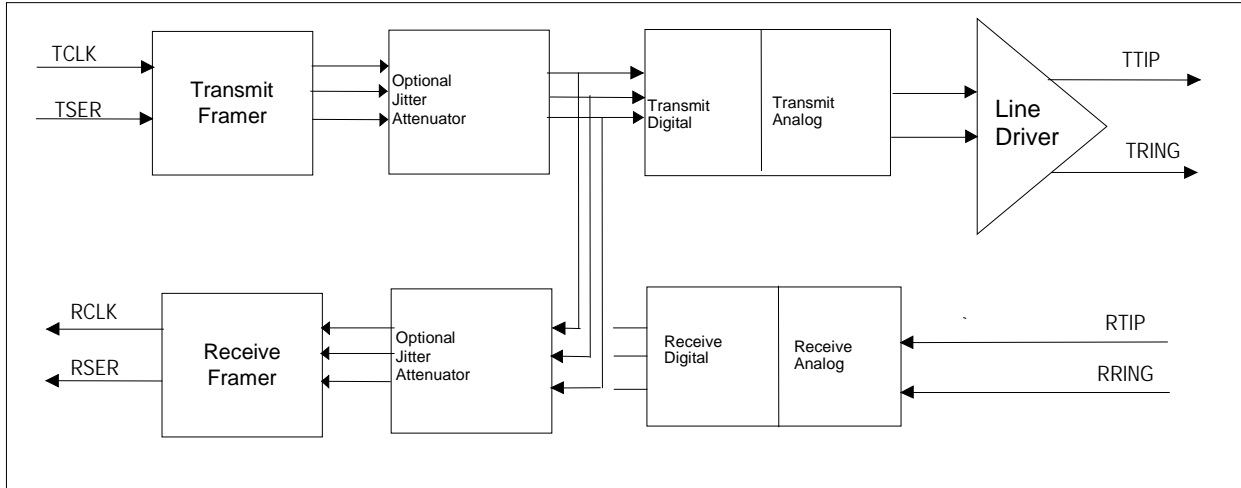 TCLK
TSER
Transmit
Framer
Optional
Jitter
Attenuator
Transmit
Digital
Transmit
Analog
Line
Driver
TTIP
TRING
RCLK
RSER
Receive
Framer
Optional
Jitter
Attenuator
Receive
Digital
Receive
Analog
RTIP
RRING